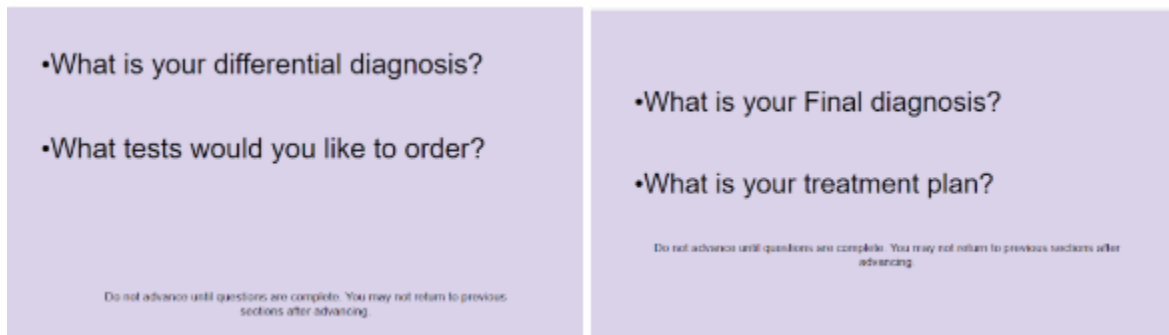 •What is your differential diagnosis?
•What tests would you like to order?
Do not advance until questions are complete. You may not return to previous
sections after advancing.
•What is your Final diagnosis?
•What is your treatment plan?
Do not advance until questions are complete. You may not return to previous sections after
advancing.